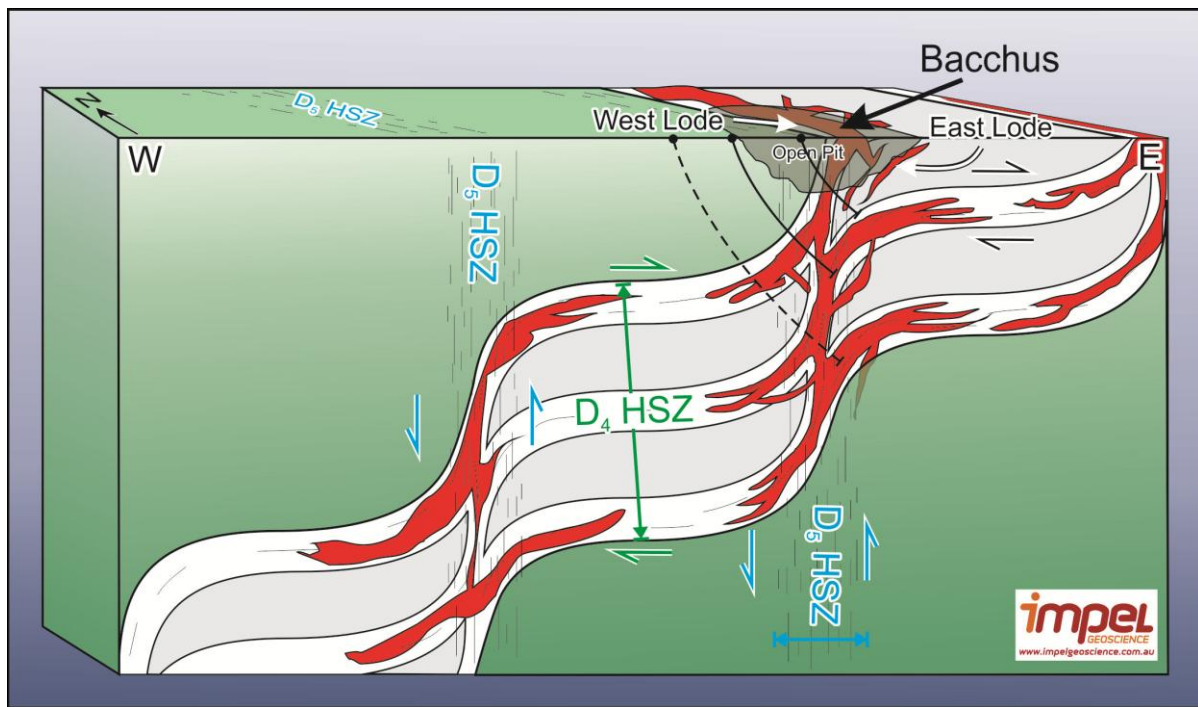 Bacchus
N
D₅ HSZ
West Lode
East Lode
Open Pit
W
E
D₅ HSZ
D₄ HSZ
D₅ HSZ
impel
GEOSCIENCE
www.impelgeoscience.com.au